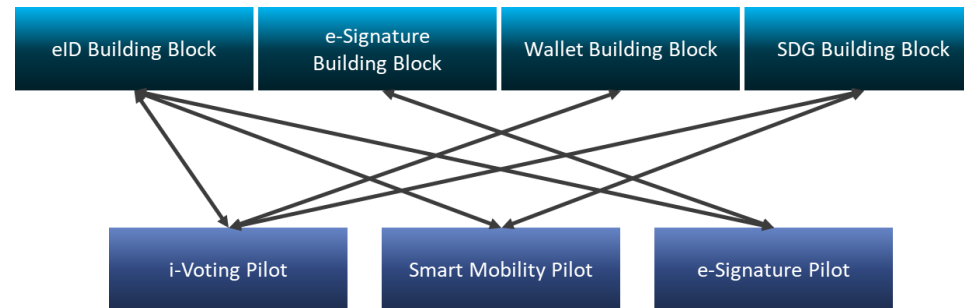 eID Building Block
e-Signature
Building Block
Wallet Building Block
SDG Building Block
i-Voting Pilot
Smart Mobility Pilot
e-Signature Pilot